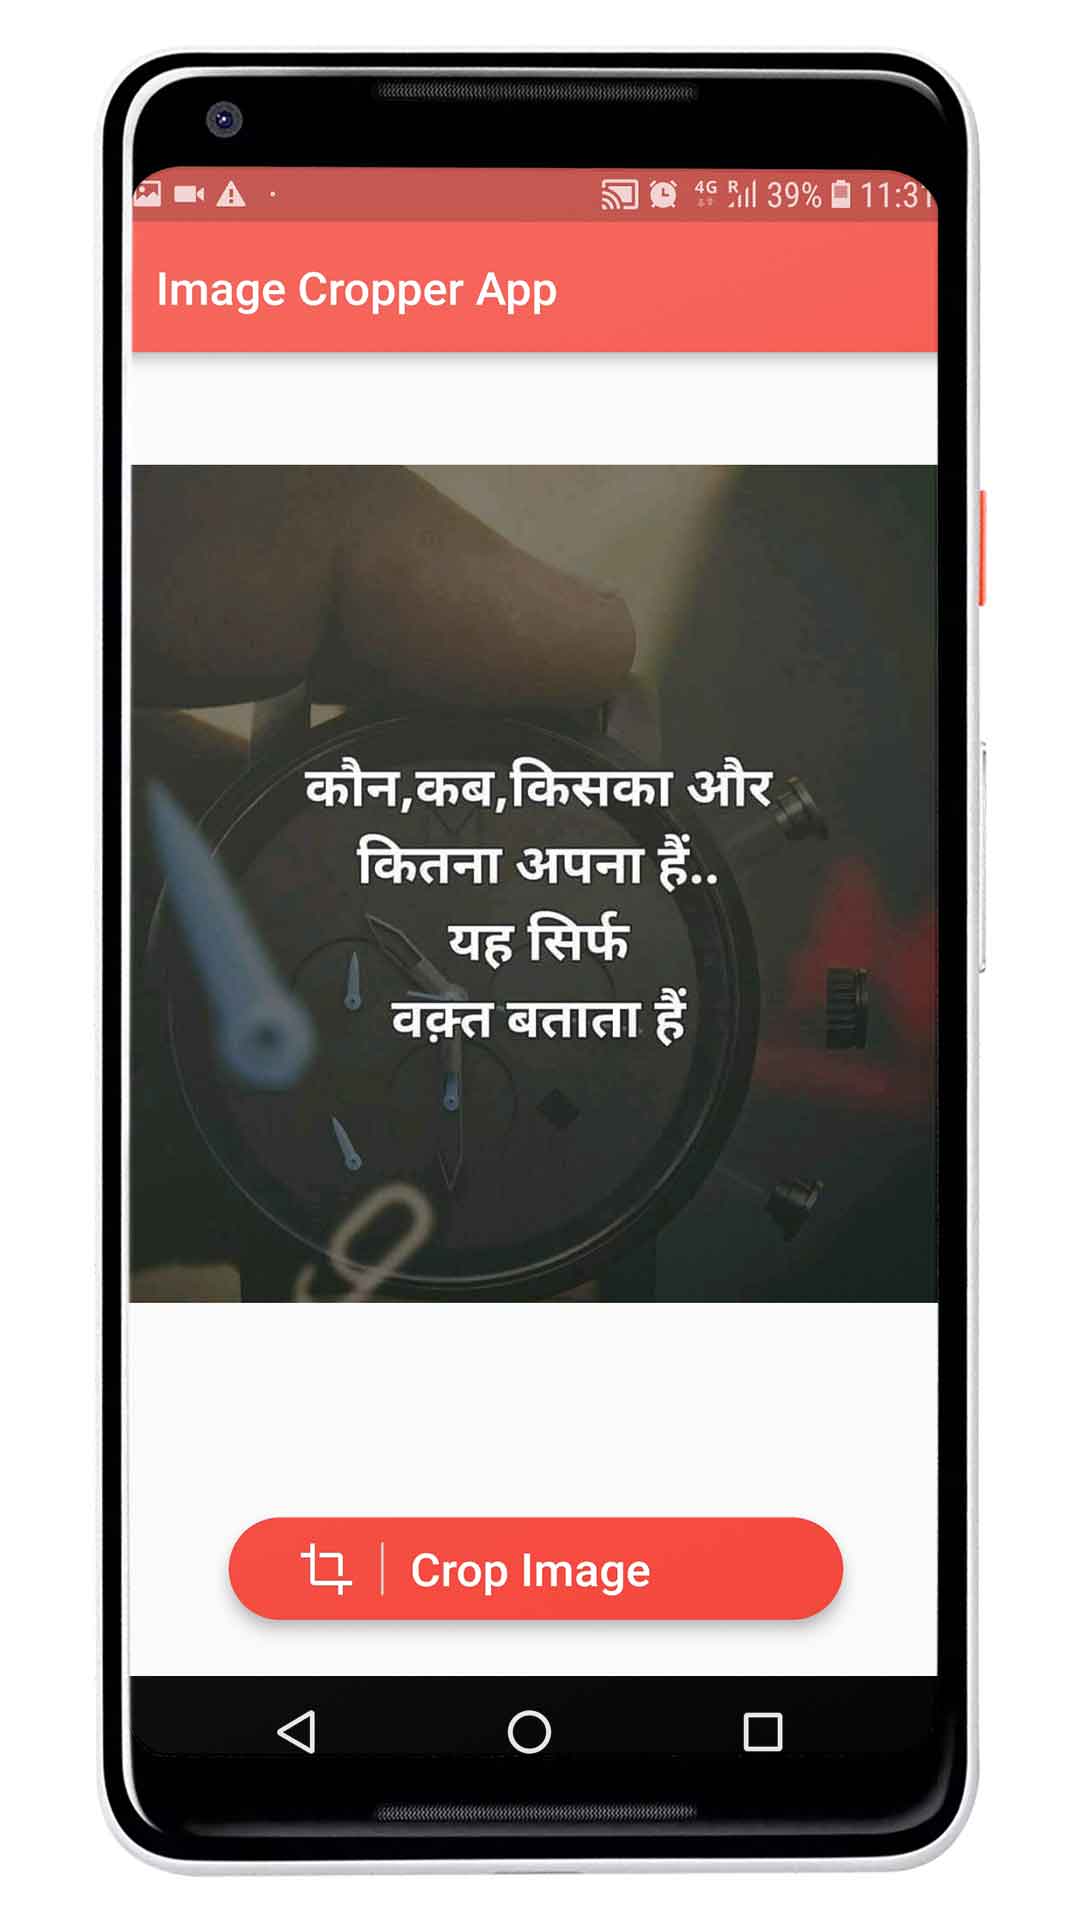 4G R 39% 11:31
Image Cropper App
कौन,कब,किसका और
कितना अपना हैं..
यह सिर्फ
वक़्त बताता हैं
Crop Image